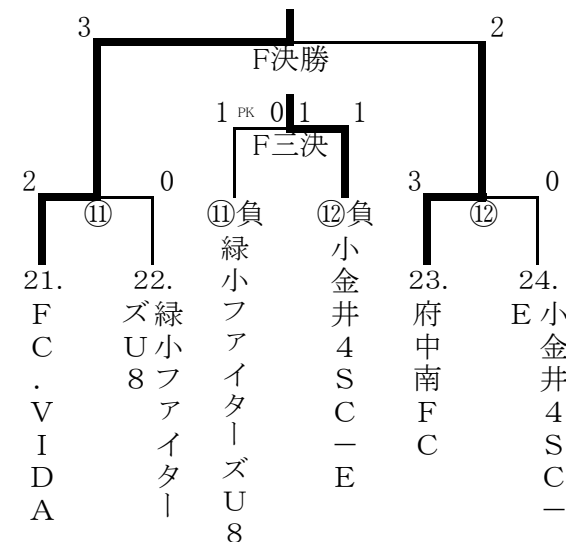 3 2
F決勝
1 PK 0 1 1
F三決
2 0 3 0
⑪ ⑪負 ⑫負 ⑫
21.
FC.VIDA
22.
緑小ファイター
ズU8
緑小ファイターズU8
小金井4SC－E
23.
府中南FC
24.
小金井4SC－
E